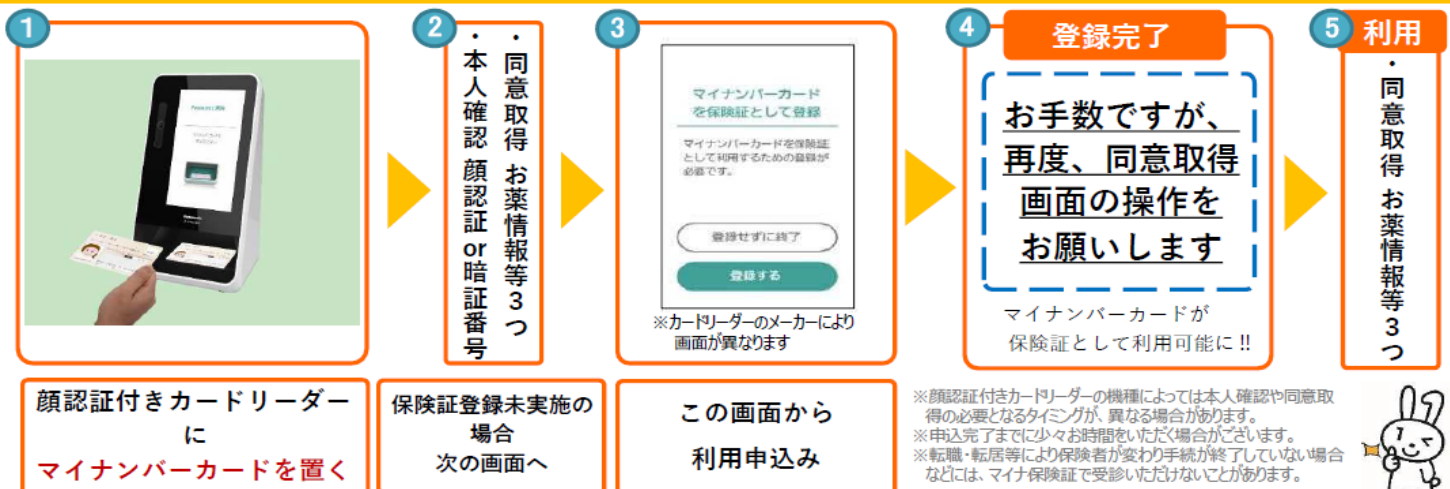 1
顔認証付きカードリーダー
に
マイナンバーカードを置く
2
・本人確認 顔認証or暗証番号
・同意取得 お薬情報等3つ
保険証登録未実施の
場合
次の画面へ
3
マイナンバーカード
を保険証として登録
マイナンバーカードを保険証
として利用するための登録が
必要です。
登録せずに終了
登録する
※カードリーダーのメーカーにより
画面が異なります
この画面から
利用申込み
4
登録完了
お手数ですが、
再度、同意取得
画面の操作を
お願いします
マイナンバーカードが
保険証として利用可能に!!
5
利用
・同意取得 お薬情報等3つ
※顔認証付きカードリーダーの機種によっては本人確認や同意取
得の必要となるタイミングが、異なる場合があります。
※申込完了までに少々お時間をいただく場合がございます。
※転職・転居等により保険者が変わり手続が終了していない場合
などには、マイナ保険証で受診いただけないことがあります。